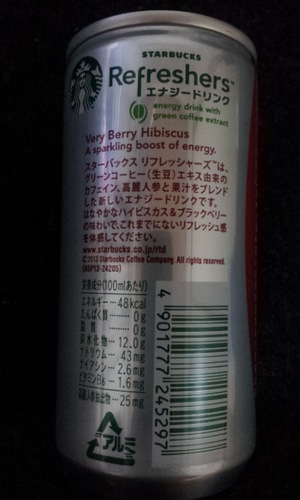 STARBUCKS
Refreshers™
エナジードリンク
energy drink with
green coffee extract
Very Berry Hibiscus
A sparkling boost of energy.
スターバックス リフレッシャーズ™は、
グリーンコーヒー(生豆)エキス由来の
カフェイン、高麗人参と果汁をブレンド
した新しいエナジードリンクです。
はなやかなハイビスカス&ブラックベリー
の味わいで、これまでにないリフレッシュ感
を体感してください。
www.starbucks.co.jp/rtd
© 2013 Starbucks Coffee Company. All rights reserved.
(NGP13-24205)
栄養成分(100mlあたり)
エネルギー…48kcal
たんぱく質……0g
脂質……0g
炭水化物…12.0g
ナトリウム…43mg
ナイアシン…2.6mg
ビタミンB6…1.6mg
高麗人参抽出物…25mg
4 901777 245297
アルミ